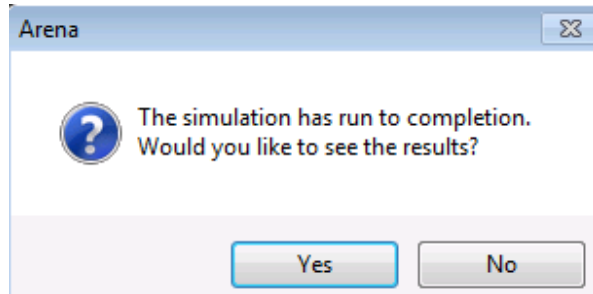 Arena
The simulation has run to completion.
Would you like to see the results?
Yes
No